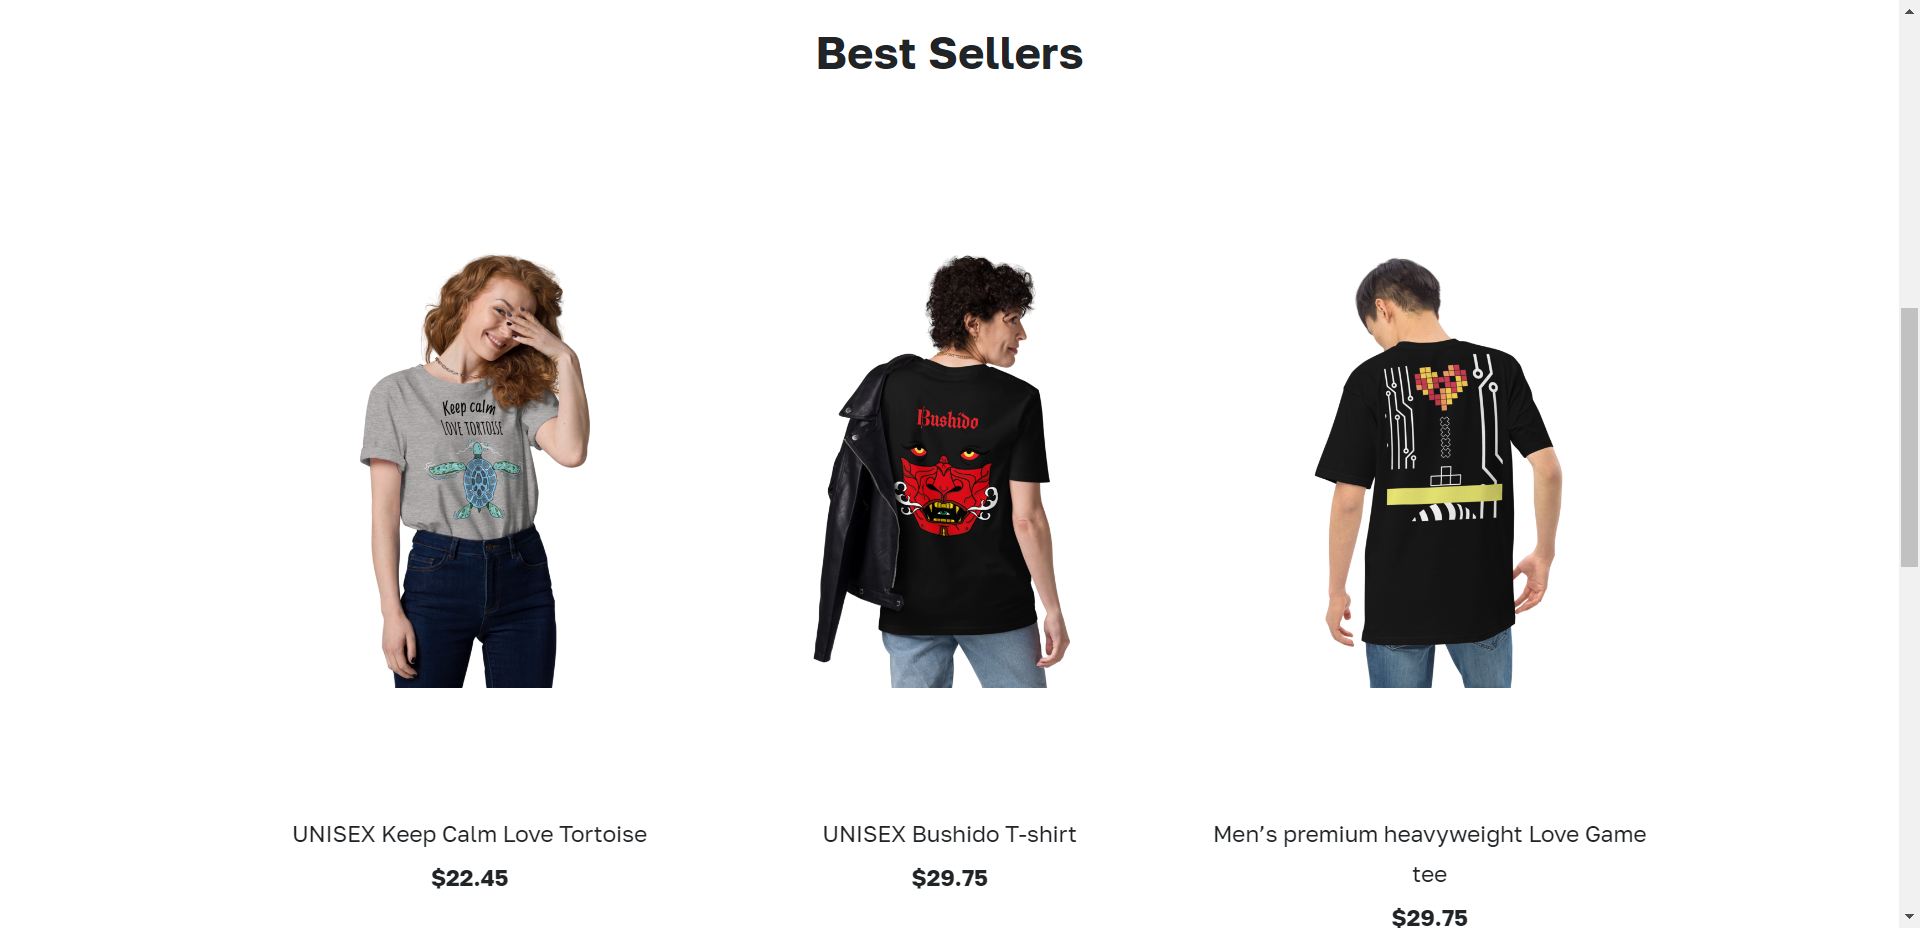 Best Sellers
Keep calm
LOVE TORTOISE
Bushido
UNISEX Keep Calm Love Tortoise
$22.45
UNISEX Bushido T-shirt
$29.75
Men’s premium heavyweight Love Game
tee
$29.75